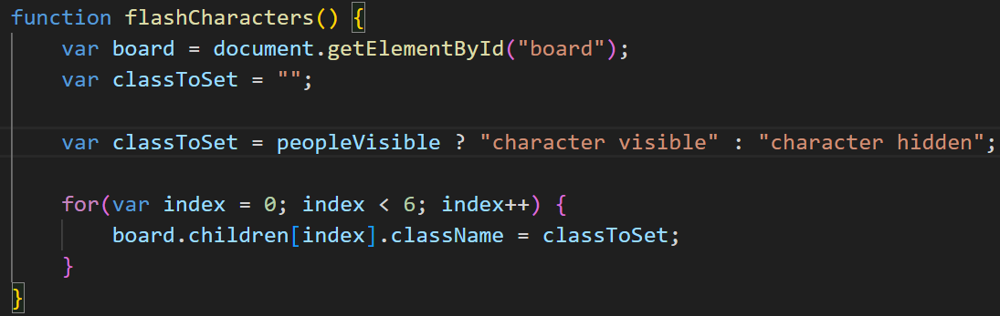 function flashCharacters() {
    var board = document.getElementById("board");
    var classToSet = "";

    var classToSet = peopleVisible ? "character visible" : "character hidden";

    for(var index = 0; index < 6; index++) {
        board.children[index].className = classToSet;
    }
}